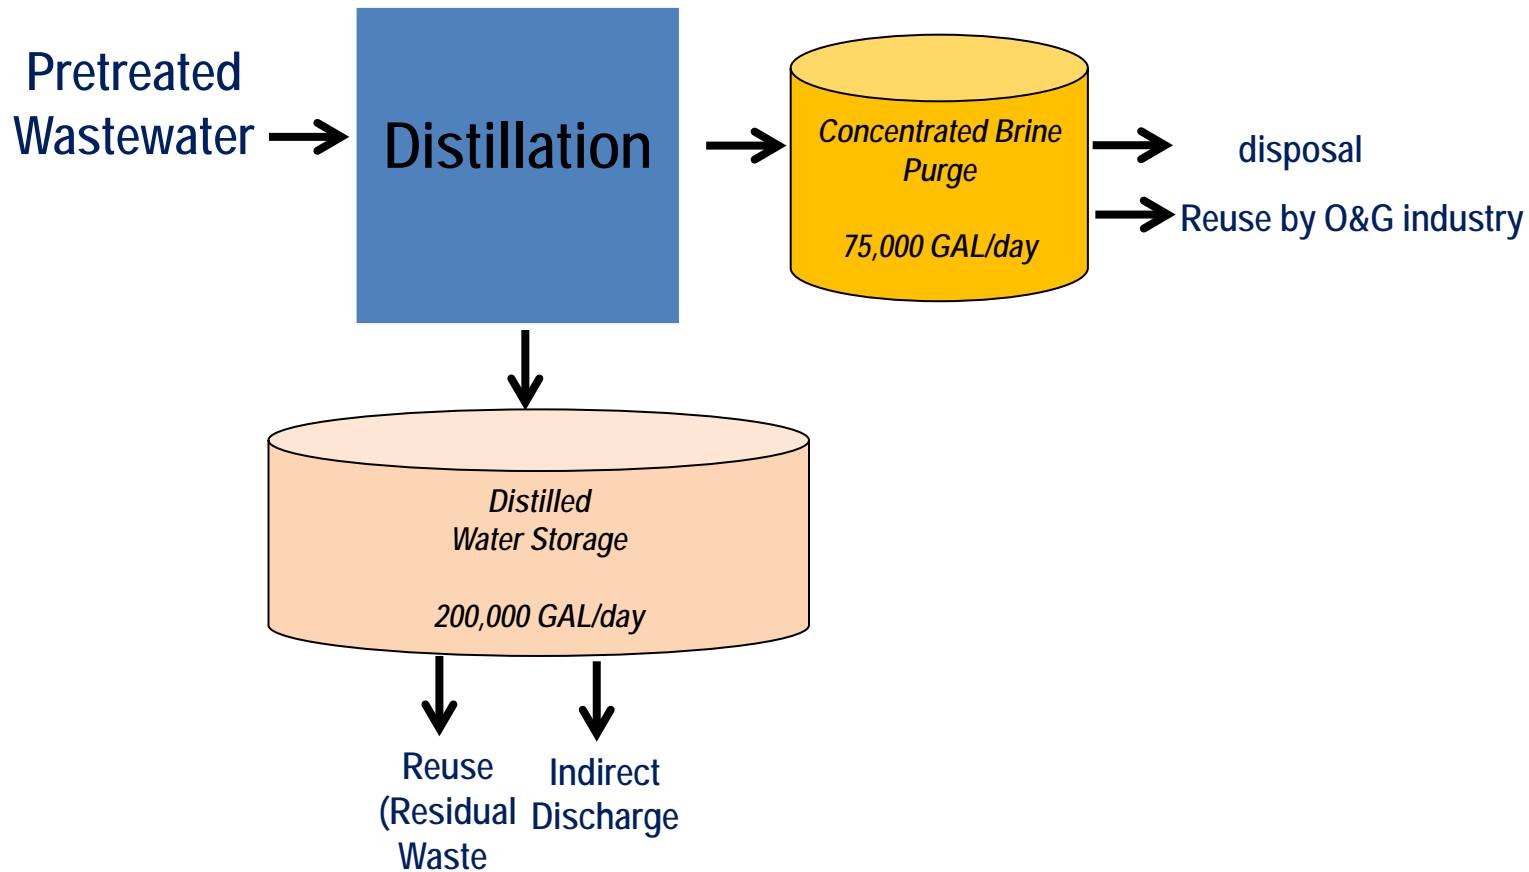 Pretreated
Wastewater
Distillation
Concentrated Brine
Purge
75,000 GAL/day
disposal
Reuse by O&G industry
Distilled
Water Storage
200,000 GAL/day
Reuse
(Residual
Waste
Indirect
Discharge